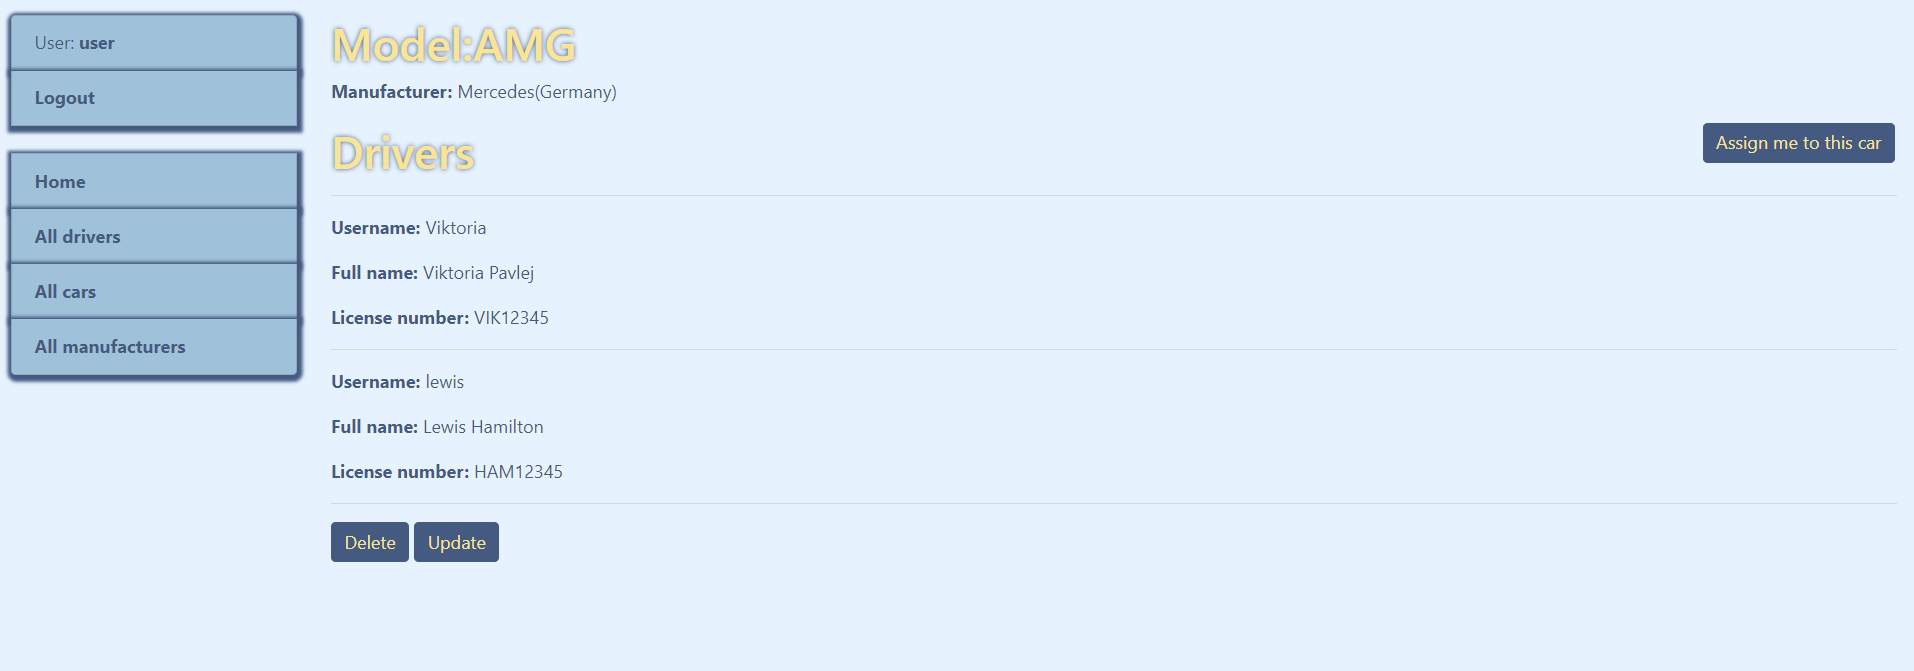 User: user
Logout
Home
All drivers
All cars
All manufacturers
Model:AMG
Manufacturer: Mercedes(Germany)
Drivers
Assign me to this car
Username: Viktoria
Full name: Viktoria Pavlej
License number: VIK12345
Username: lewis
Full name: Lewis Hamilton
License number: HAM12345
Delete Update